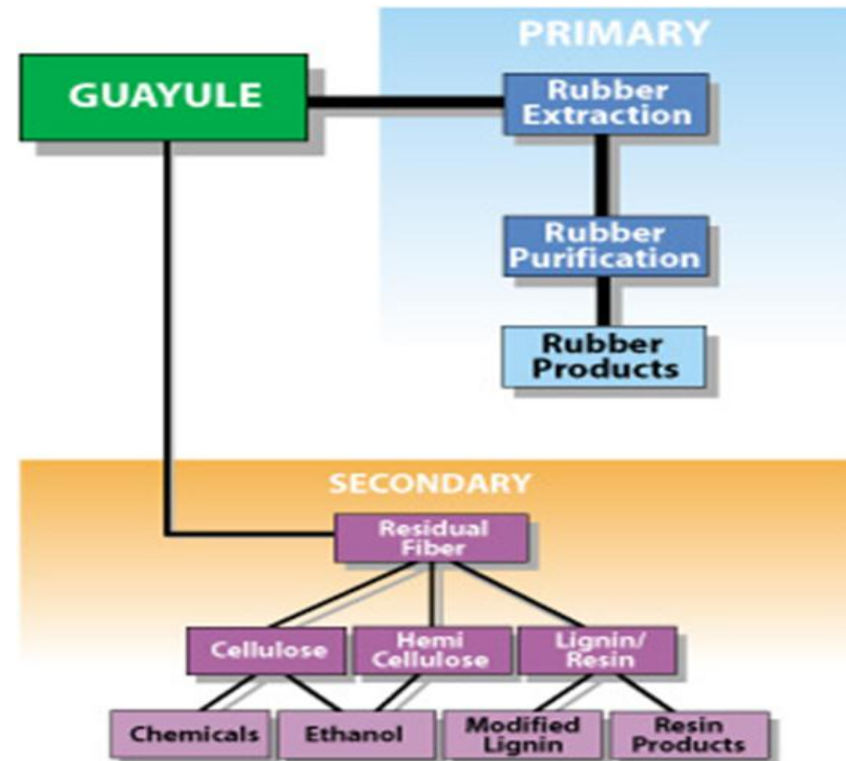 PRIMARY
GUAYULE
Rubber
Extraction
Rubber
Purification
Rubber
Products
SECONDARY
Residual
Fiber
Cellulose
Hemi
Cellulose
Lignin/
Resin
Chemicals
Ethanol
Modified
Lignin
Resin
Products